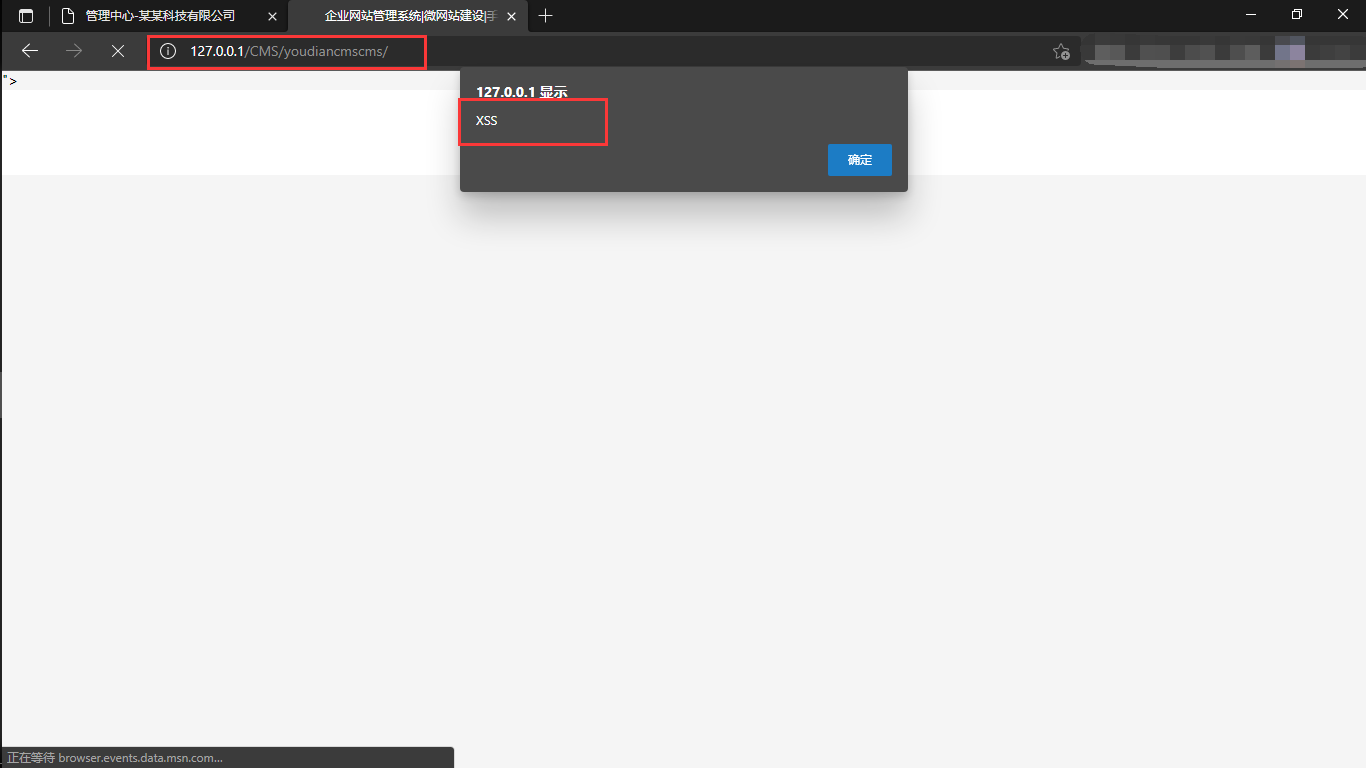 管理中心-某某科技有限公司
企业网站管理系统|微网站建设|手
127.0.0.1/CMS/youdiancmscms/
">
127.0.0.1 显示
XSS
确定
正在等待 browser.events.data.msn.com...